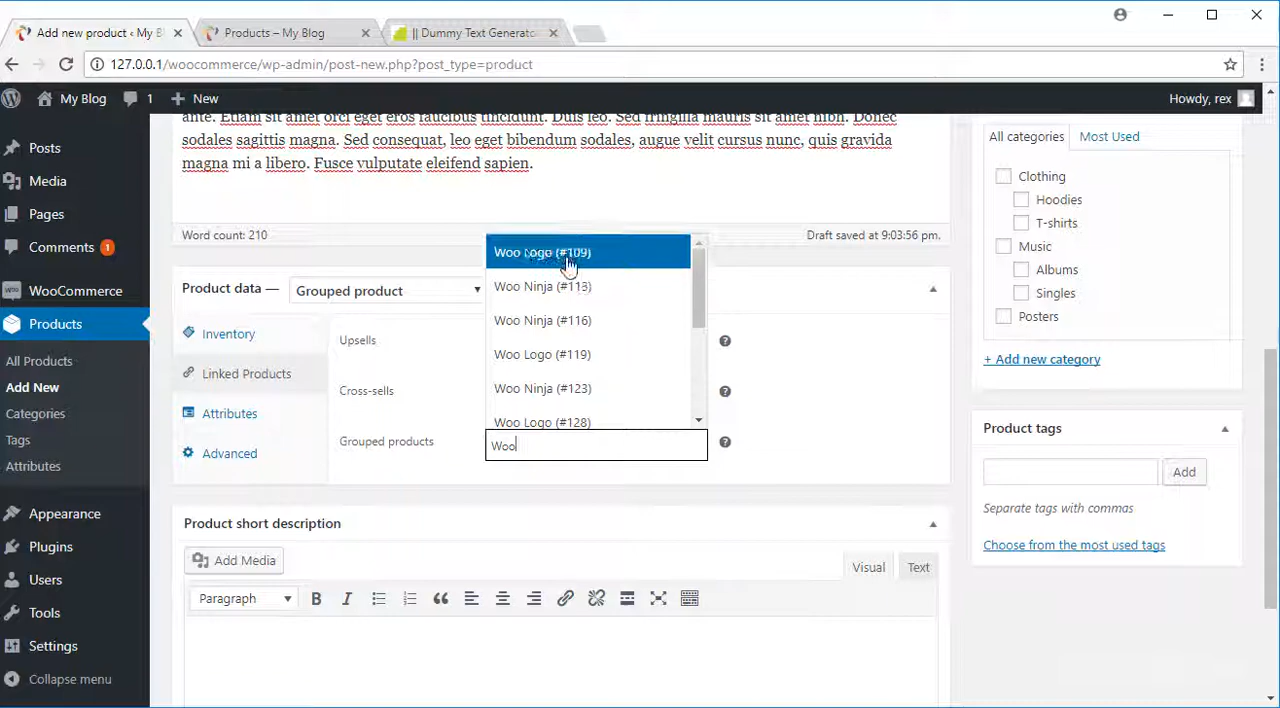 Add new product ‹ My B
Products – My Blog
|| Dummy Text Generato
127.0.0.1/woocommerce/wp-admin/post-new.php?post_type=product
My Blog
1
New
Howdy, rex
Posts
Media
Pages
Comments 1
WooCommerce
Products
All Products
Add New
Categories
Tags
Attributes
Appearance
Plugins
Users
Tools
Settings
Collapse menu
ante. Etiam sit amet orci eget eros faucibus tincidunt. Duis leo. Sed fringilla mauris sit amet nibh. Donec
sodales sagittis magna. Sed consequat, leo eget bibendum sodales, augue velit cursus nunc, quis gravida
magna mi a libero. Fusce vulputate eleifend sapien.
Word count: 210
Draft saved at 9:03:56 pm.
Product data —
Grouped product
Inventory
Linked Products
Attributes
Advanced
Upsells
Cross-sells
Grouped products
Woo Logo (#109)
Woo Ninja (#113)
Woo Ninja (#116)
Woo Logo (#119)
Woo Ninja (#123)
Woo Logo (#128)
Woo
Product short description
Add Media
Visual
Text
Paragraph
All categories
Most Used
Clothing
Hoodies
T-shirts
Music
Albums
Singles
Posters
+ Add new category
Product tags
Add
Separate tags with commas
Choose from the most used tags